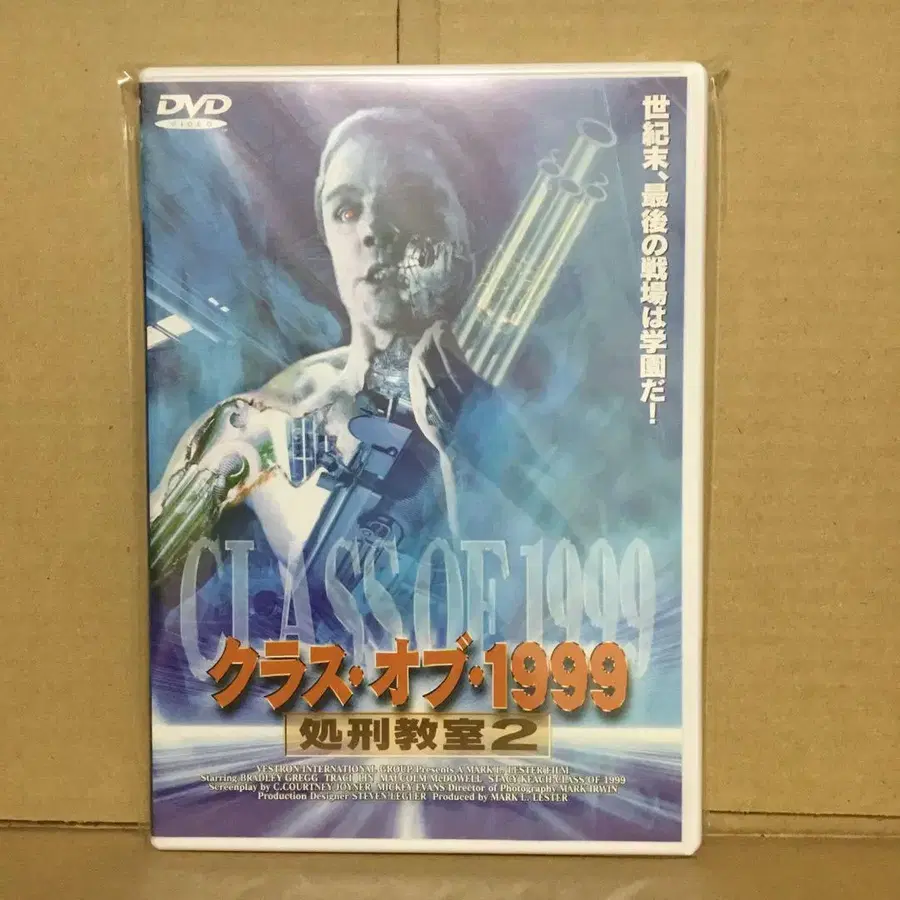 DVD
VIDEO
世紀末、最後の戦場は学園だ!
CLASS OF 1999
クラス・オブ・1999
処刑教室2
VESTRON INTERNATIONAL GROUP Presents A MARK L. LESTER FILM
Starring BRADLEY GREGG TRACI LIN MALCOLM McDOWELL STACY KEACH CLASS OF 1999
Screenplay by C.COURTNEY JOYNER, MICKEY EVANS Director of Photography MARK IRWIN
Production Designer STEVEN LEGLER Produced by MARK L. LESTER